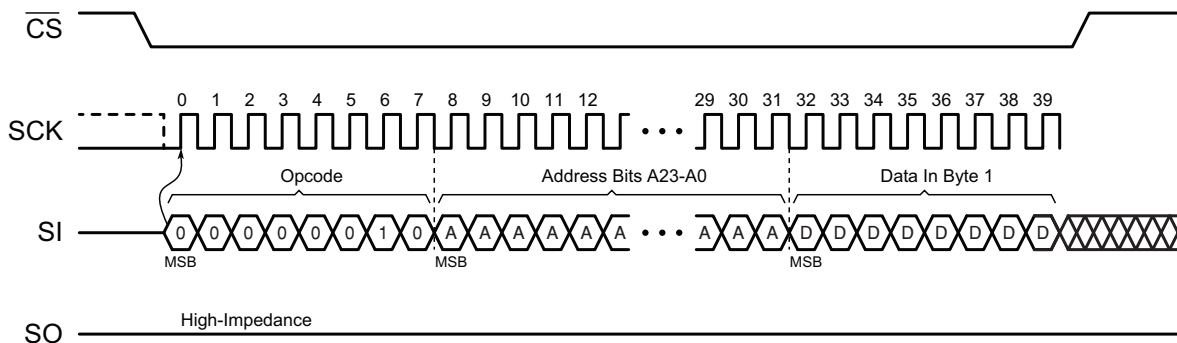 CS
0 1 2 3 4 5 6 7 8 9 10 11 12 29 30 31 32 33 34 35 36 37 38 39
SCK
Opcode Address Bits A23-A0 Data In Byte 1
SI 0 0 0 0 0 0 1 0 A A A A A A A A A D D D D D D D D
MSB MSB MSB
High-Impedance
SO